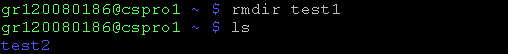 gr120080186@cspro1 ~ $ rmdir test1
gr120080186@cspro1 ~ $ ls
test2